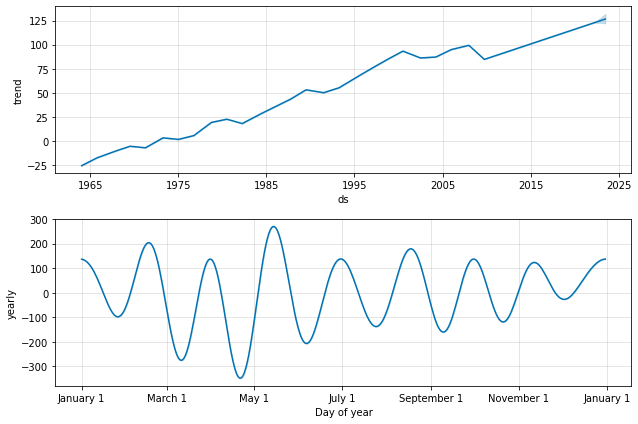 125
100
75
50
25
0
−25
trend
1965 1975 1985 1995 2005 2015 2025
ds
300
200
100
0
−100
−200
−300
yearly
January 1 March 1 May 1 July 1 September 1 November 1 January 1
Day of year